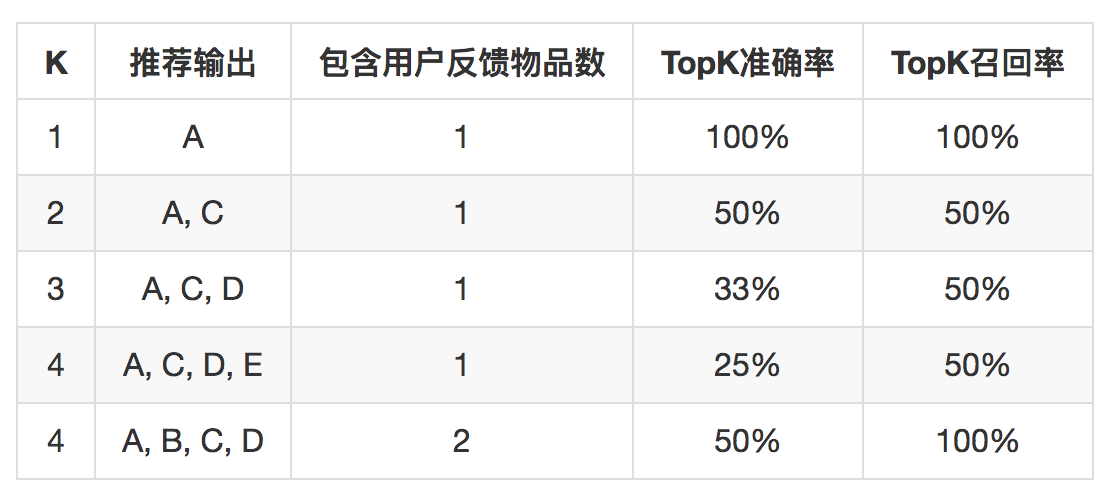 K 推荐输出 包含用户反馈物品数 TopK准确率 TopK召回率
1 A 1 100% 100%
2 A, C 1 50% 50%
3 A, C, D 1 33% 50%
4 A, C, D, E 1 25% 50%
4 A, B, C, D 2 50% 100%